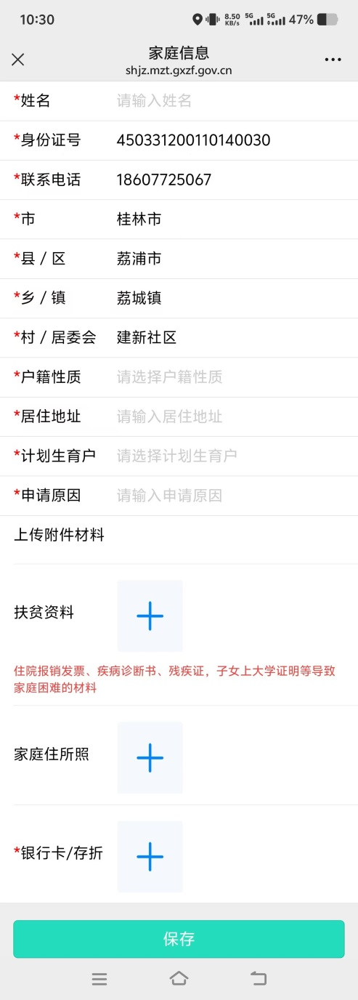 10:30
8.50 KB/s 5G 5G 47%
家庭信息
shjz.mzt.gxzf.gov.cn
*姓名 请输入姓名
*身份证号 450331200110140030
*联系电话 18607725067
*市 桂林市
*县 / 区 荔浦市
*乡 / 镇 荔城镇
*村 / 居委会 建新社区
*户籍性质 请选择户籍性质
*居住地址 请输入居住地址
*计划生育户 请选择计划生育户
*申请原因 请输入申请原因
上传附件材料
扶贫资料
住院报销发票、疾病诊断书、残疾证，子女上大学证明等导致
家庭困难的材料
家庭住所照
*银行卡/存折
保存